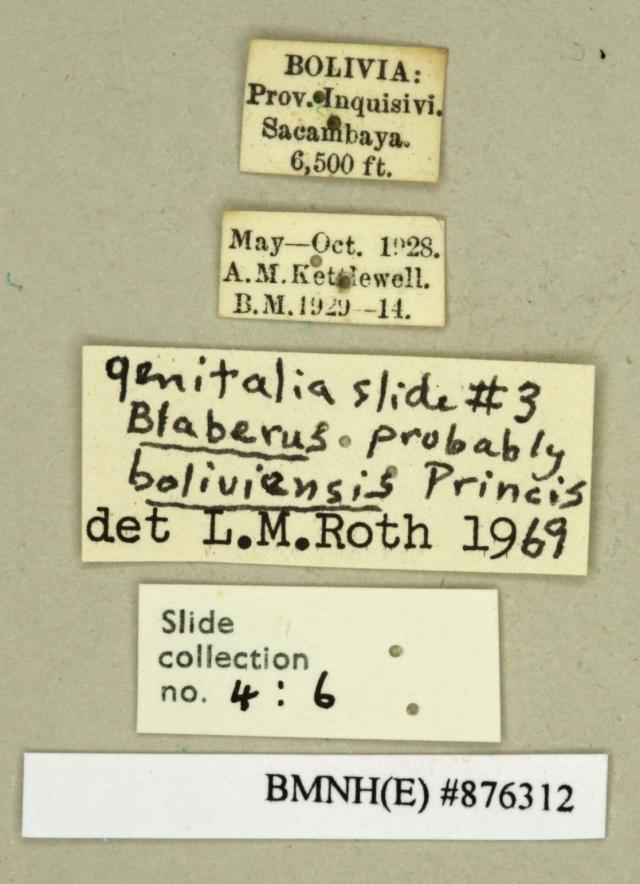 BOLIVIA:
Prov. Inquisivi.
Sacambaya.
6,500 ft.
May—Oct. 1928.
A.M.Kettlewell.
B.M.1929—14.
genitalia slide #3
Blaberus probably
boliviensis Princis
det L.M.Roth 1969
Slide
collection
no. 4:6
BMNH(E) #876312